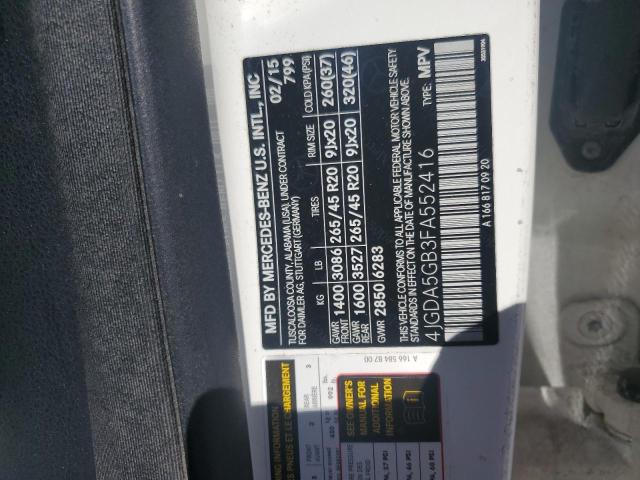 MFD BY MERCEDES-BENZ U.S. INTL., INC
TUSCALOOSA COUNTY, ALABAMA (USA), UNDER CONTRACT 02/15
FOR DAIMLER AG, STUTTGART (GERMANY) 799
KG LB TIRES RIM SIZE COLD KPA(PSI)
GAWR FRONT 1400 3086 265/45 R20 9Jx20 260(37)
GAWR REAR 1600 3527 265/45 R20 9Jx20 320(46)
GVWR 2850 6283
THIS VEHICLE CONFORMS TO ALL APPLICABLE FEDERAL MOTOR VEHICLE SAFETY
STANDARDS IN EFFECT ON THE DATE OF MANUFACTURE SHOWN ABOVE.
4JGDA5GB3FA552416 TYPE: MPV
A 166 817 09 20
A 166 584 87 00
SEE OWNER'S
MANUAL FOR
ADDITIONAL
INFORMATION